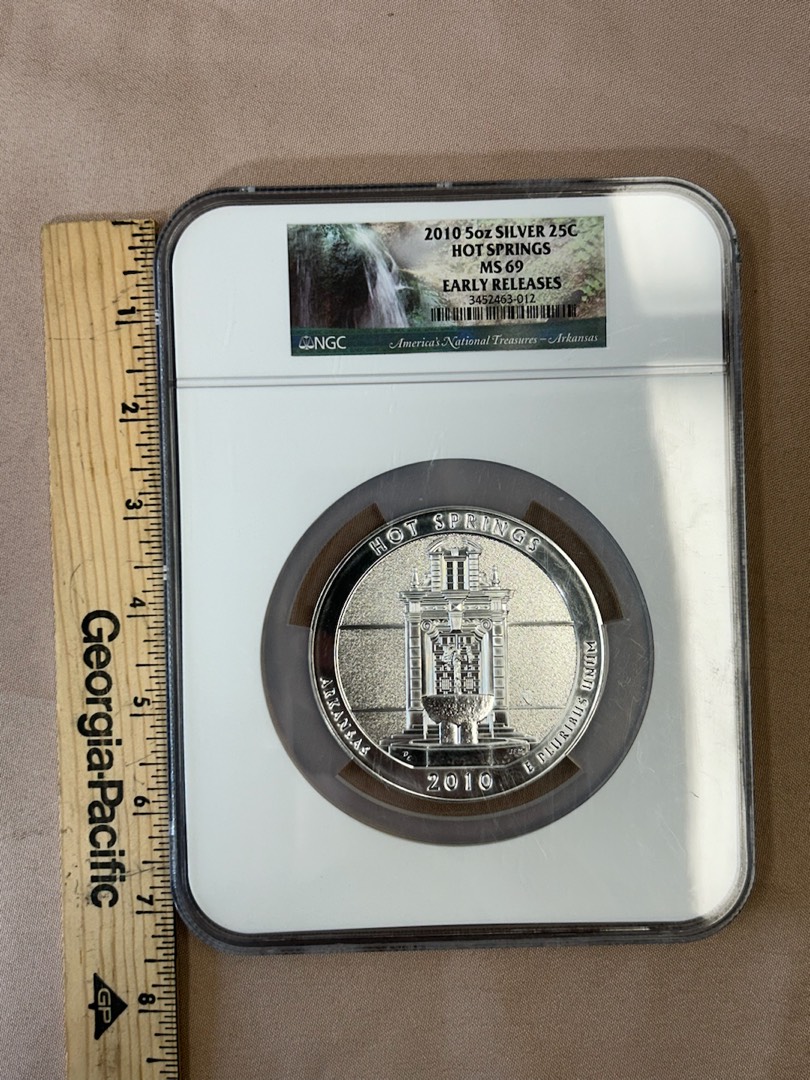 2010 5oz SILVER 25C
HOT SPRINGS
MS 69
EARLY RELEASES
3452463-012
NGC
America's National Treasures – Arkansas
HOT SPRINGS
ARKANSAS
2010
E PLURIBUS UNUM
1
2
3
4
5
6
7
8
Georgia-Pacific
GP